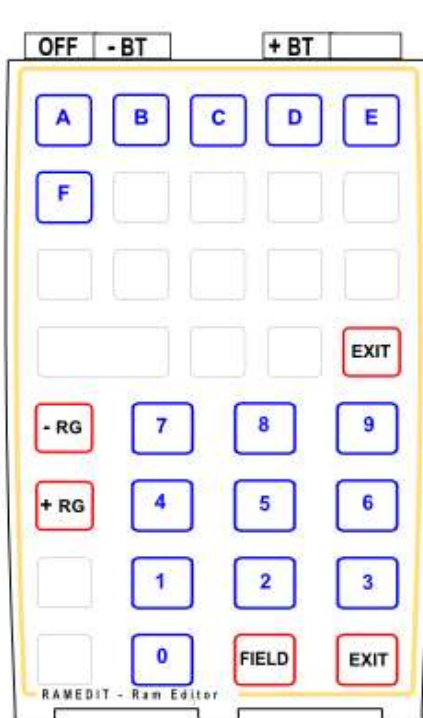 OFF - BT + BT
A B C D E
F
EXIT
- RG 7 8 9
+ RG 4 5 6
1 2 3
0 FIELD EXIT
RAMEDIT - Ram Editor